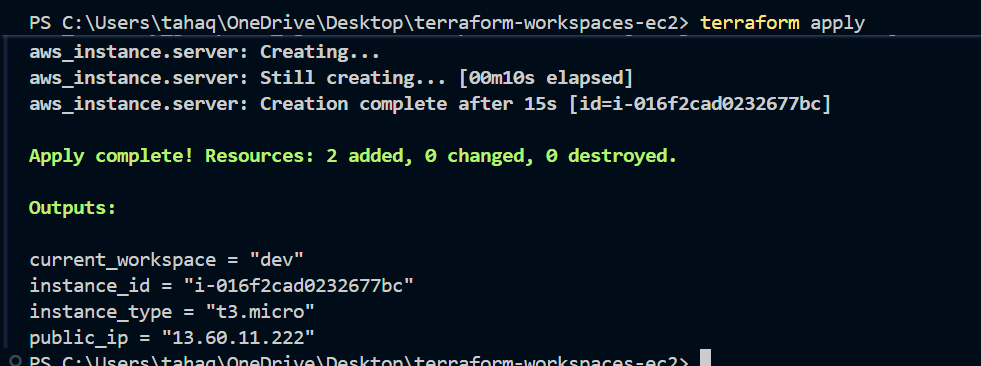 PS C:\Users\tahaq\OneDrive\Desktop\terraform-workspaces-ec2> terraform apply
aws_instance.server: Creating...
aws_instance.server: Still creating... [00m10s elapsed]
aws_instance.server: Creation complete after 15s [id=i-016f2cad0232677bc]
Apply complete! Resources: 2 added, 0 changed, 0 destroyed.
Outputs:
current_workspace = "dev"
instance_id = "i-016f2cad0232677bc"
instance_type = "t3.micro"
public_ip = "13.60.11.222"
PS C:\Users\tahaq\OneDrive\Desktop\terraform-workspaces-ec2>